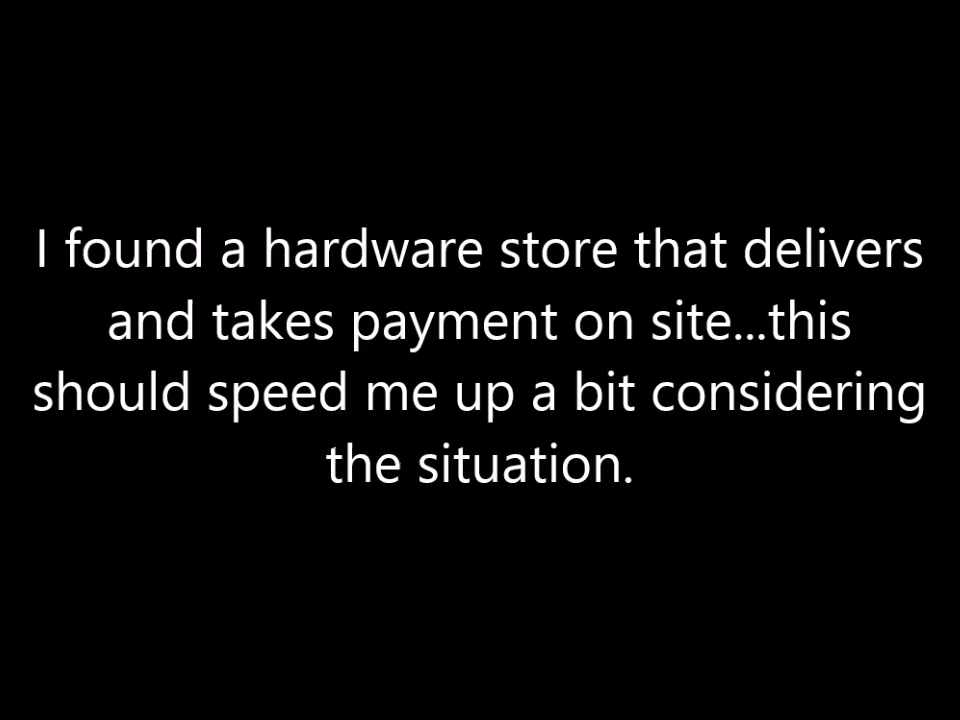 I found a hardware store that delivers
and takes payment on site...this
should speed me up a bit considering
the situation.